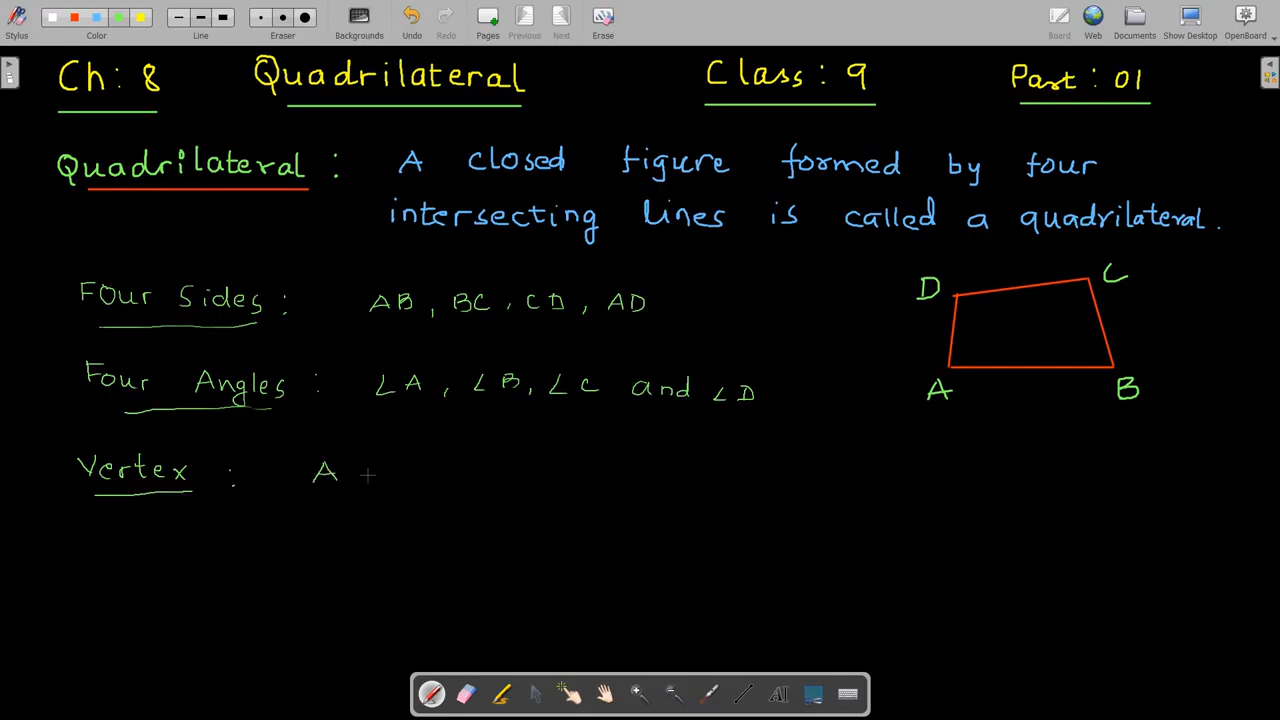 Stylus Color Line Eraser Backgrounds Undo Redo Pages Previous Next Erase Board Web Documents Show Desktop OpenBoard
Ch: 8 Quadrilateral Class: 9 Part: 01
Quadrilateral : A closed figure formed by four
intersecting lines is called a quadrilateral.
Four Sides : AB, BC, CD, AD
Four Angles : ∠A, ∠B, ∠C and ∠D
Vertex : A
D C
A B